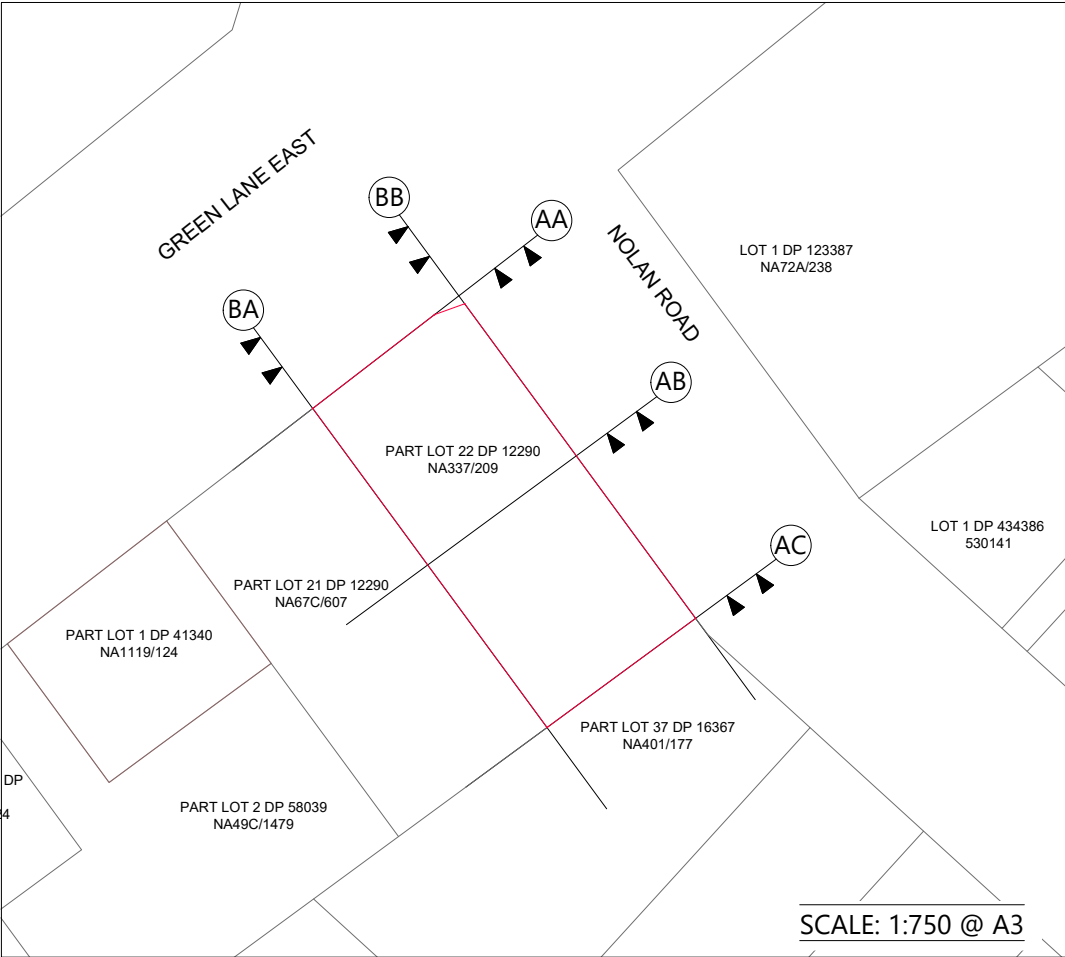 GREEN LANE EAST
BB
AA
NOLAN ROAD
LOT 1 DP 123387
NA72A/238
BA
AB
PART LOT 22 DP 12290
NA337/209
LOT 1 DP 434386
530141
AC
PART LOT 21 DP 12290
NA67C/607
PART LOT 1 DP 41340
NA1119/124
PART LOT 37 DP 16367
NA401/177
DP
PART LOT 2 DP 58039
NA49C/1479
SCALE: 1:750 @ A3